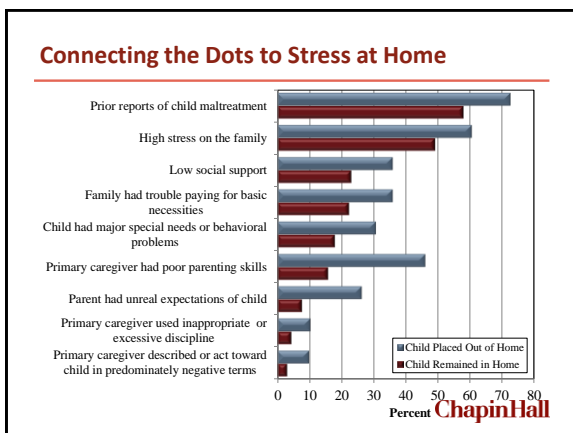 Connecting the Dots to Stress at Home
Prior reports of child maltreatment
High stress on the family
Low social support
Family had trouble paying for basic
necessities
Child had major special needs or behavioral
problems
Primary caregiver had poor parenting skills
Parent had unreal expectations of child
Primary caregiver used inappropriate or
excessive discipline
Primary caregiver described or act toward
child in predominately negative terms
Child Placed Out of Home
Child Remained in Home
0 10 20 30 40 50 60 70 80
Percent ChapinHall